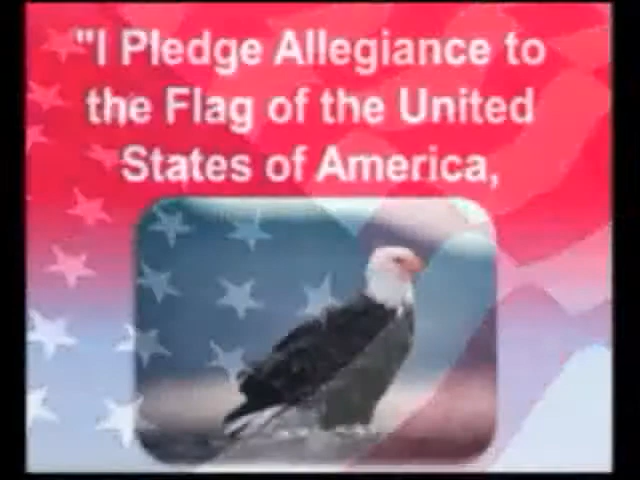 "I Pledge Allegiance to
the Flag of the United
States of America,